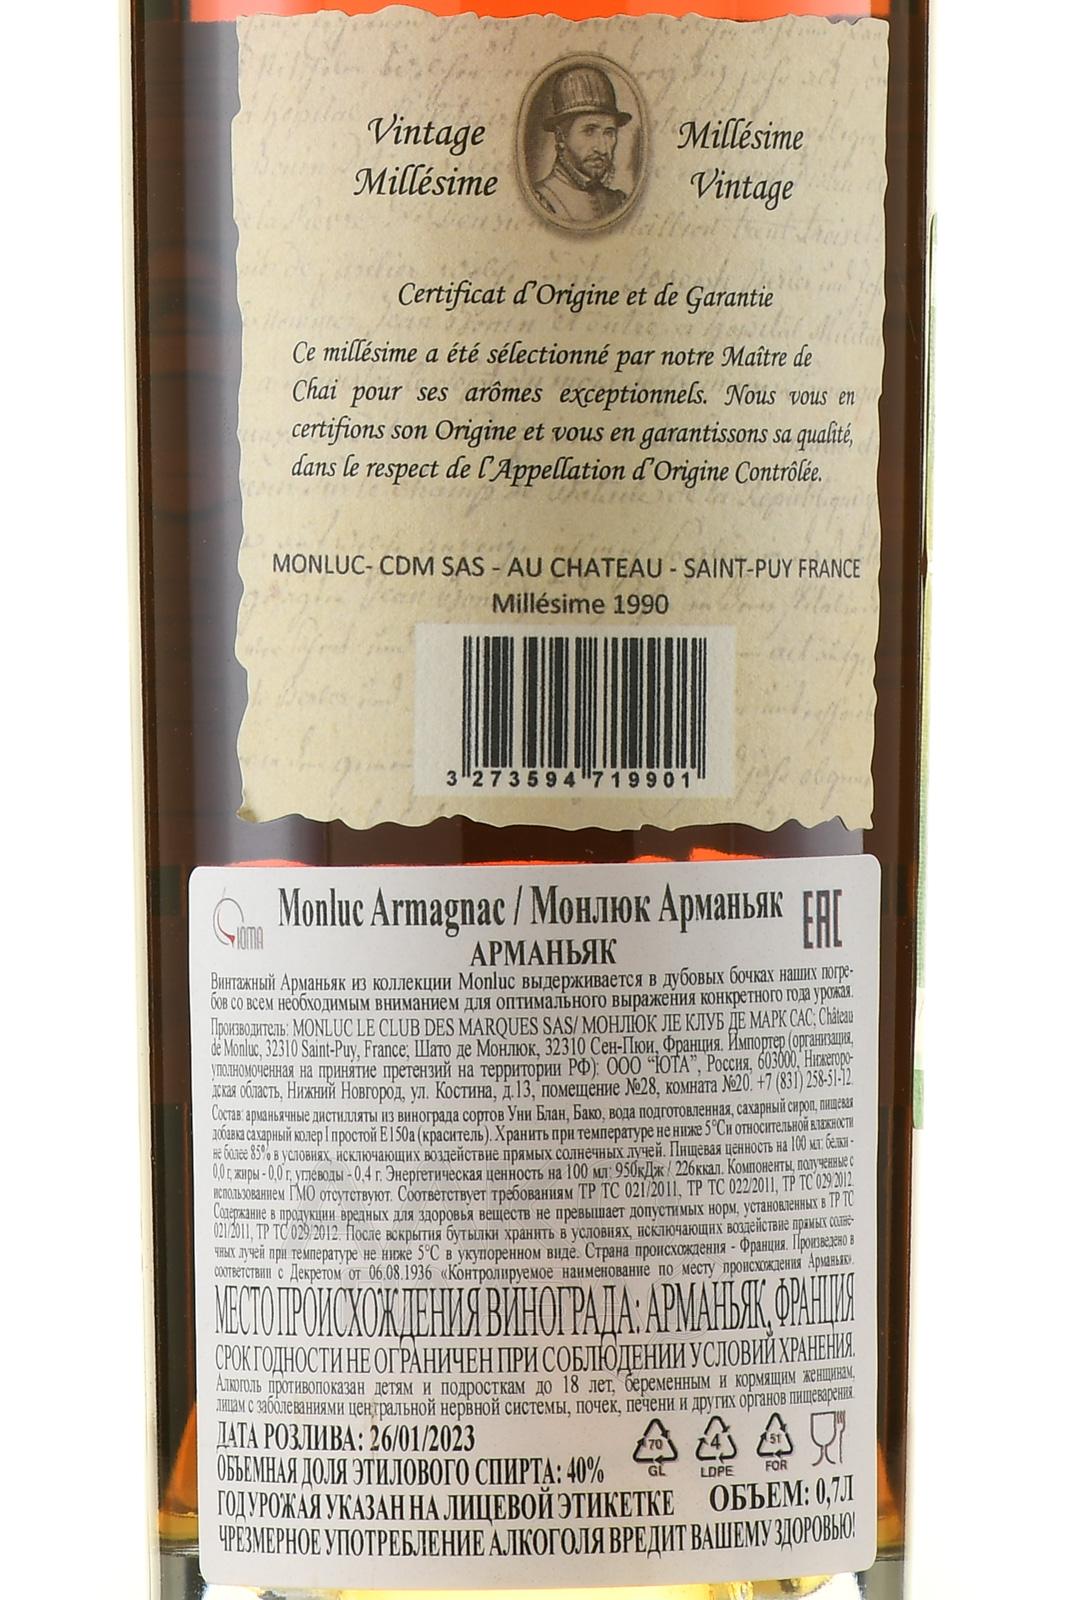 Vintage
Millésime
Millésime
Vintage
Certificat d'Origine et de Garantie
Ce millésime a été sélectionné par notre Maître de
Chai pour ses arômes exceptionnels. Nous vous en
certifions son Origine et vous en garantissons sa qualité,
dans le respect de l'Appellation d'Origine Contrôlée.
MONLUC- CDM SAS - AU CHATEAU - SAINT-PUY FRANCE
Millésime 1990
3 273594 719901
Monluc Armagnac / Монлюк Арманьяк
EAC
АРМАНЬЯК
Винтажный Арманьяк из коллекции Monluc выдерживается в дубовых бочках наших погре-
бов со всем необходимым вниманием для оптимального выражения конкретного года урожая.
Производитель: MONLUC LE CLUB DES MARQUES SAS/ МОНЛЮК ЛЕ КЛУБ ДЕ МАРК САС; Château
de Monluc, 32310 Saint-Puy, France; Шато де Монлюк, 32310 Сен-Пюи, Франция. Импортер (организация,
уполномоченная на принятие претензий на территории РФ): ООО "ЮТА", Россия, 603000, Нижегоро-
дская область, Нижний Новгород, ул. Костина, д.13, помещение №28, комната №20. +7 (831) 258-51-12.
Состав: арманьячные дистилляты из винограда сортов Уни Блан, Бако, вода подготовленная, сахарный сироп, пищевая
добавка сахарный колер I простой E150a (краситель). Хранить при температуре не ниже 5°С и относительной влажности
не более 85% в условиях, исключающих воздействие прямых солнечных лучей. Пищевая ценность на 100 мл: белки -
0,0 г, жиры - 0,0 г, углеводы - 0,4 г. Энергетическая ценность на 100 мл: 950кДж / 226ккал. Компоненты, полученные с
использованием ГМО отсутствуют. Соответствует требованиям ТР ТС 021/2011, ТР ТС 022/2011, ТР ТС 029/2012.
Содержание в продукции вредных для здоровья веществ не превышает допустимых норм, установленных в ТР ТС
021/2011, ТР ТС 029/2012. После вскрытия бутылки хранить в условиях, исключающих воздействие прямых солне-
чных лучей при температуре не ниже 5°С в укупоренном виде. Страна происхождения - Франция. Произведено в
соответствии с Декретом от 06.08.1936 «Контролируемое наименование по месту происхождения Арманьяк».
МЕСТО ПРОИСХОЖДЕНИЯ ВИНОГРАДА: АРМАНЬЯК, ФРАНЦИЯ
СРОК ГОДНОСТИ НЕ ОГРАНИЧЕН ПРИ СОБЛЮДЕНИИ УСЛОВИЙ ХРАНЕНИЯ.
Алкоголь противопоказан детям и подросткам до 18 лет, беременным и кормящим женщинам,
лицам с заболеваниями центральной нервной системы, почек, печени и других органов пищеварения.
ДАТА РОЗЛИВА: 26/01/2023
70 4 51
GL LDPE FOR
ОБЪЕМНАЯ ДОЛЯ ЭТИЛОВОГО СПИРТА: 40%
ГОД УРОЖАЯ УКАЗАН НА ЛИЦЕВОЙ ЭТИКЕТКЕ ОБЪЕМ: 0,7Л
ЧРЕЗМЕРНОЕ УПОТРЕБЛЕНИЕ АЛКОГОЛЯ ВРЕДИТ ВАШЕМУ ЗДОРОВЬЮ!